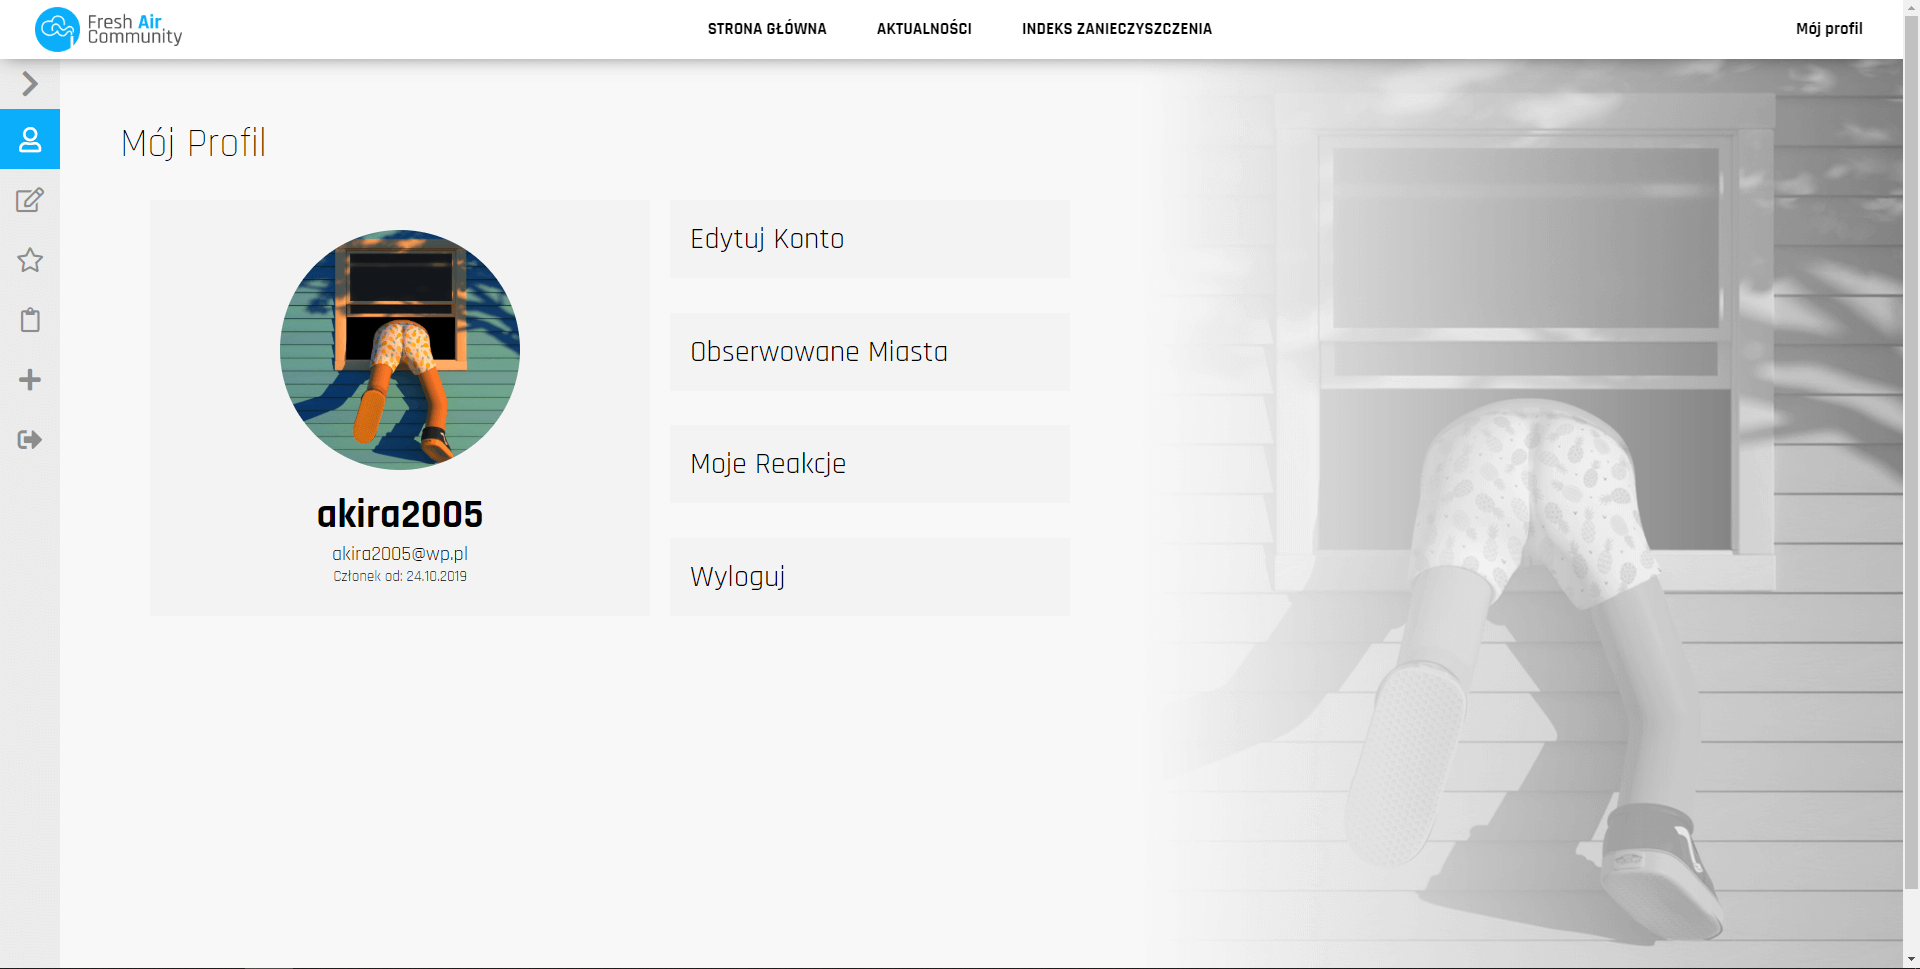 Fresh Air
Community
STRONA GŁÓWNA
AKTUALNOŚCI
INDEKS ZANIECZYSZCZENIA
Mój profil
Mój Profil
akira2005
akira2005@wp.pl
Członek od: 24.10.2019
Edytuj Konto
Obserwowane Miasta
Moje Reakcje
Wyloguj